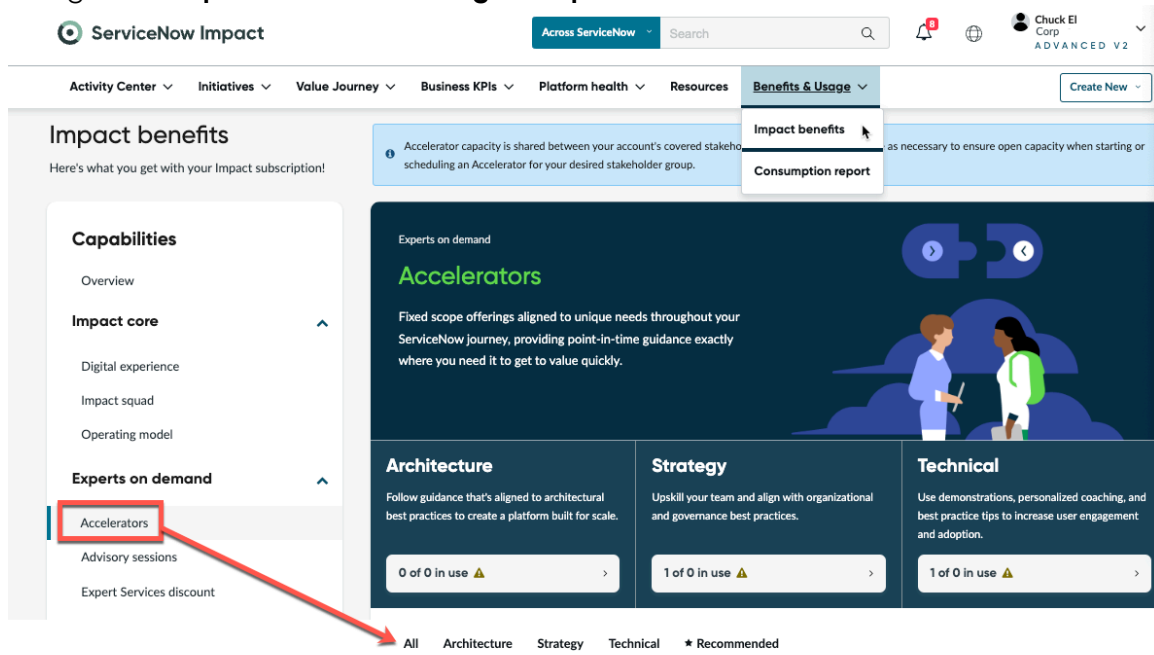 ServiceNow Impact
Across ServiceNow
Search
8
Chuck El
Corp
ADVANCED V2
Activity Center
Initiatives
Value Journey
Business KPIs
Platform health
Resources
Benefits & Usage
Create New
Impact benefits
Consumption report
Impact benefits
Here's what you get with your Impact subscription!
Accelerator capacity is shared between your account's covered stakeho
as necessary to ensure open capacity when starting or
scheduling an Accelerator for your desired stakeholder group.
Capabilities
Overview
Impact core
Digital experience
Impact squad
Operating model
Experts on demand
Accelerators
Advisory sessions
Expert Services discount
Experts on demand
Accelerators
Fixed scope offerings aligned to unique needs throughout your
ServiceNow journey, providing point-in-time guidance exactly
where you need it to get to value quickly.
Architecture
Follow guidance that's aligned to architectural
best practices to create a platform built for scale.
0 of 0 in use
Strategy
Upskill your team and align with organizational
and governance best practices.
1 of 0 in use
Technical
Use demonstrations, personalized coaching, and
best practice tips to increase user engagement
and adoption.
1 of 0 in use
All Architecture Strategy Technical ★ Recommended